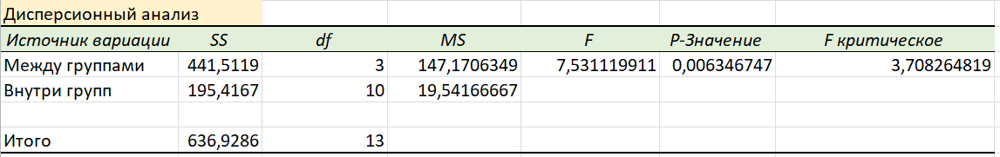 Дисперсионный анализ
Источник вариации SS df MS F P-Значение F критическое
Между группами 441,5119 3 147,1706349 7,531119911 0,006346747 3,708264819
Внутри групп 195,4167 10 19,54166667
Итого 636,9286 13